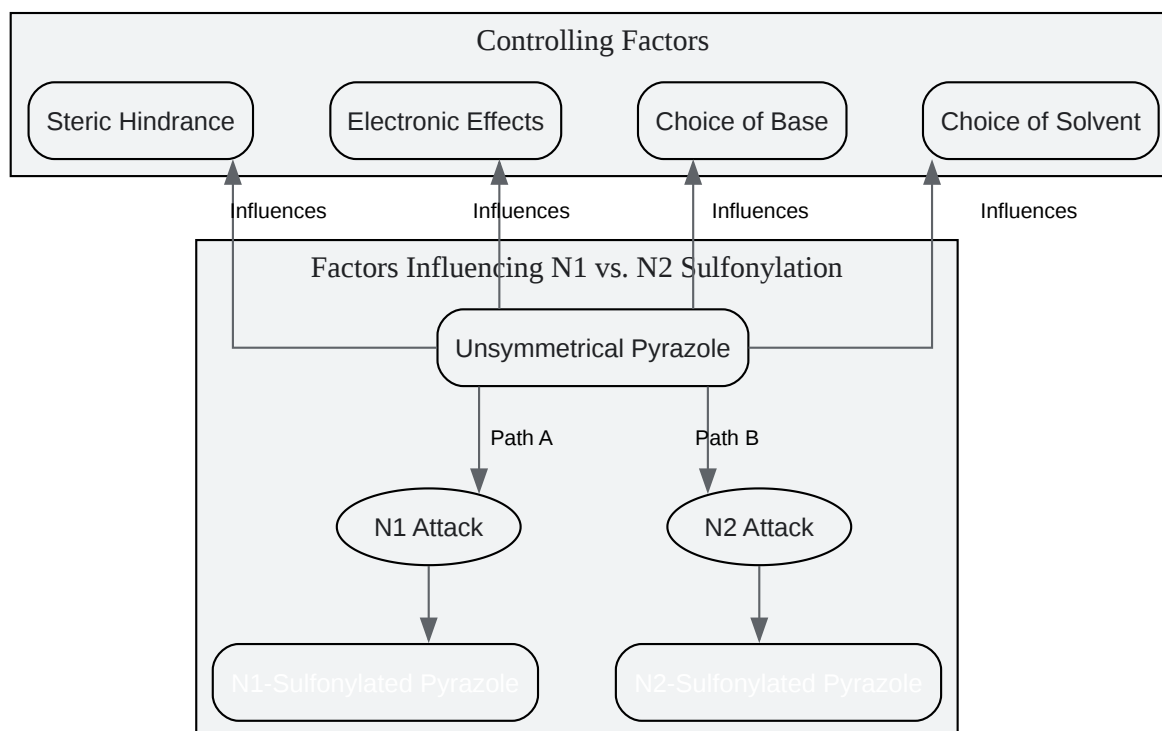 Controlling Factors
Steric Hindrance
Electronic Effects
Choice of Base
Choice of Solvent
Influences
Influences
Influences
Influences
Factors Influencing N1 vs. N2 Sulfonylation
Unsymmetrical Pyrazole
Path A
Path B
N1 Attack
N2 Attack
N1-Sulfonylated Pyrazole
N2-Sulfonylated Pyrazole